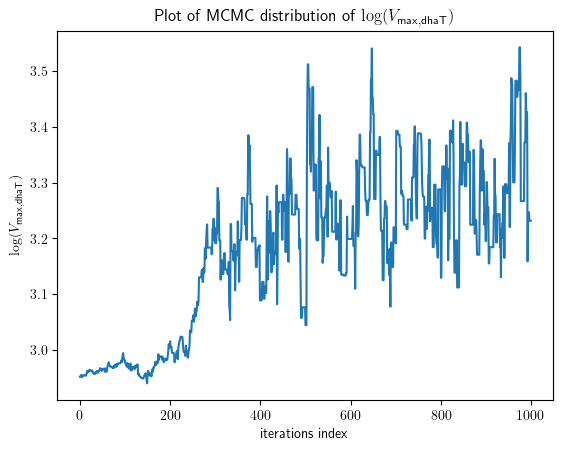 Plot of MCMC distribution of log(V_max,dhaT)
log(V_max,dhaT)
3.5
3.4
3.3
3.2
3.1
3.0
0 200 400 600 800 1000
iterations index